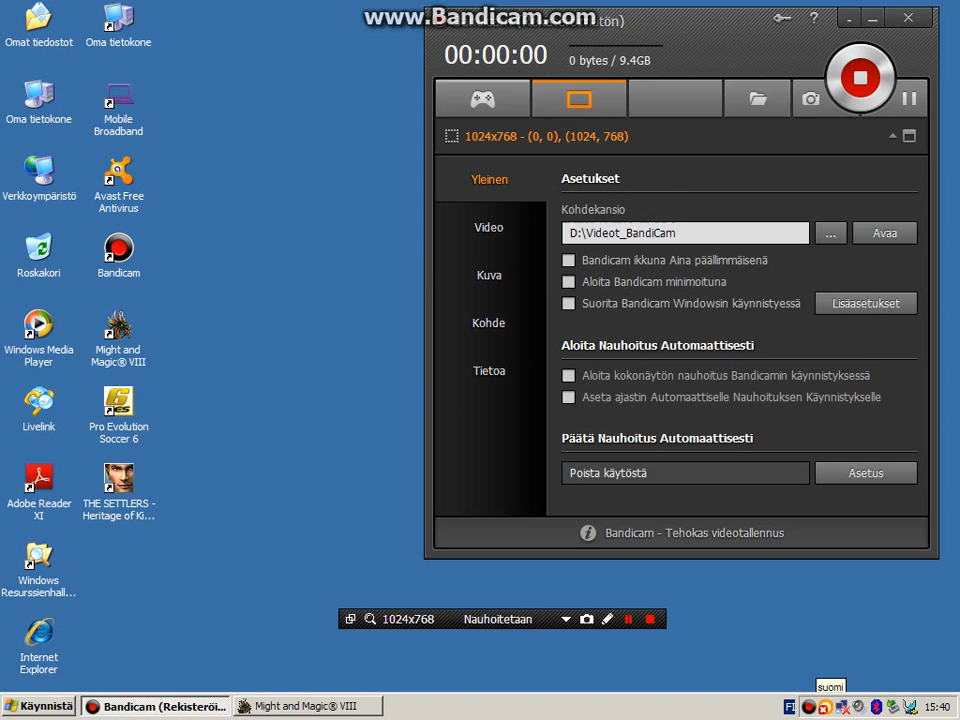 Omat tiedostot
Oma tietokone
Oma tietokone
Mobile
Broadband
Verkkoympäristö
Avast Free
Antivirus
Roskakori
Bandicam
Windows Media
Player
Might and
Magic® VIII
Livelink
Pro Evolution
Soccer 6
Adobe Reader
XI
THE SETTLERS -
Heritage of Ki...
Windows
Resurssienhall...
Internet
Explorer
www.Bandicam.com
00:00:00
0 bytes / 9.4GB
1024x768 - (0, 0), (1024, 768)
Yleinen
Video
Kuva
Kohde
Tietoa
Asetukset
Kohdekansio
D:\Videot_BandiCam
...
Avaa
Bandicam ikkuna Aina päällimmäisenä
Aloita Bandicam minimoituna
Suorita Bandicam Windowsin käynnistyessä
Lisäasetukset
Aloita Nauhoitus Automaattisesti
Aloita kokonäytön nauhoitus Bandicamin käynnistyksessä
Aseta ajastin Automaattiselle Nauhoituksen Käynnistykselle
Päätä Nauhoitus Automaattisesti
Poista käytöstä
Asetus
Bandicam - Tehokas videotallennus
1024x768
Nauhoitetaan
suomi
Käynnistä
Bandicam (Rekisteröi...
Might and Magic® VIII
FI
15:40